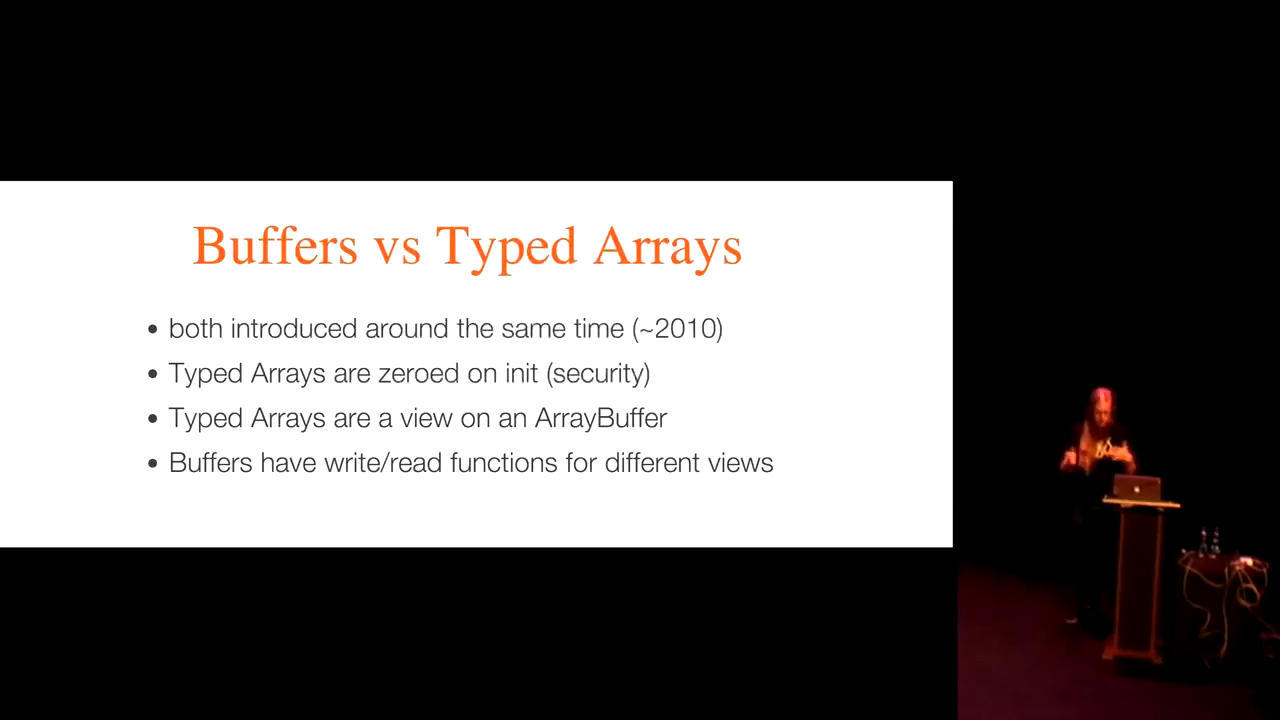 Buffers vs Typed Arrays
• both introduced around the same time (~2010)
• Typed Arrays are zeroed on init (security)
• Typed Arrays are a view on an ArrayBuffer
• Buffers have write/read functions for different views